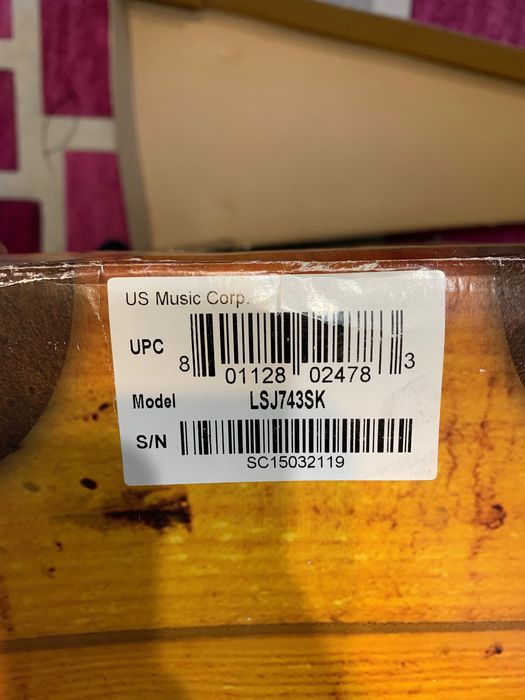 US Music Corp.
UPC
8 01128 02478 3
Model LSJ743SK
S/N
SC15032119